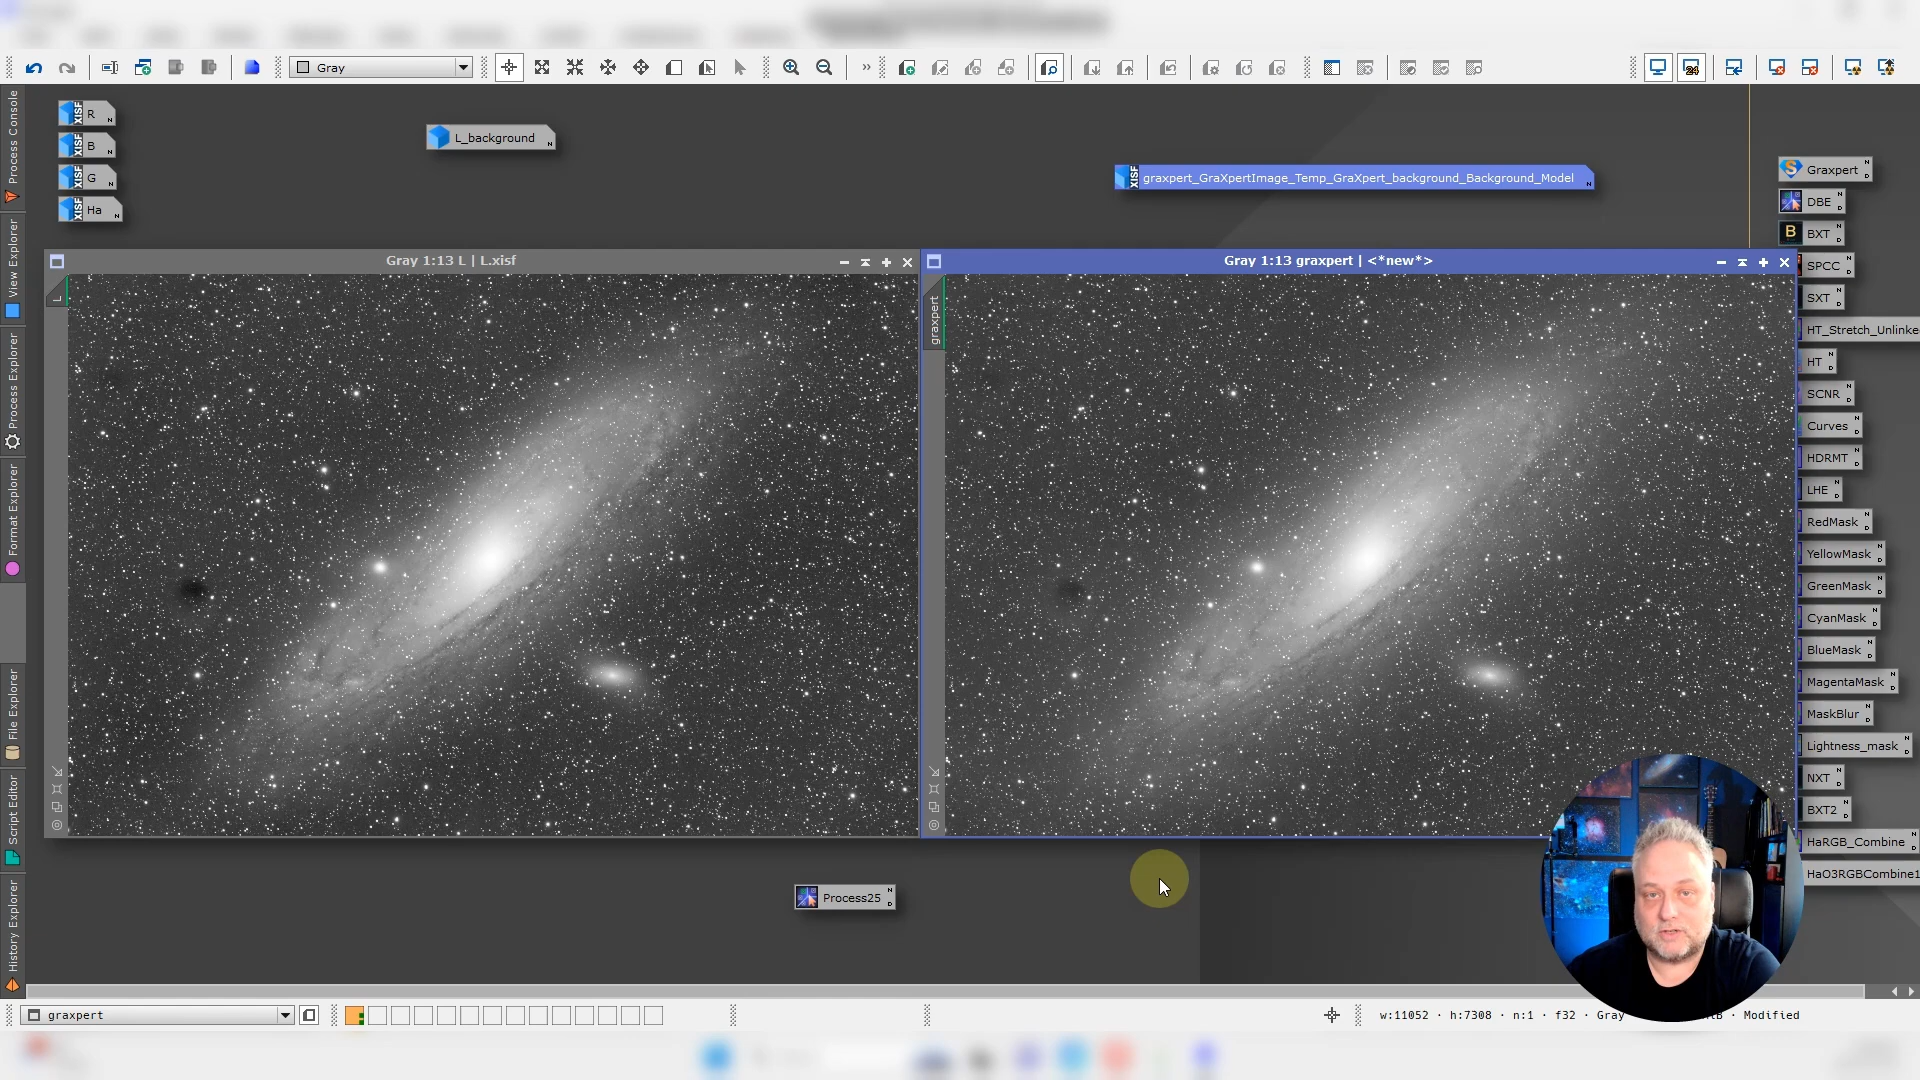 Gray
R
B
G
Ha
L_background
graxpert_GraXpertImage_Temp_GraXpert_background_Background_Model
Process Console
View Explorer
Process Explorer
Format Explorer
File Explorer
Script Editor
History Explorer
Gray 1:13 L | L.xisf
L
Gray 1:13 graxpert | <*new*>
graxpert
Graxpert
DBE
BXT
SPCC
SXT
HT_Stretch_Unlinke
HT
SCNR
Curves
HDRMT
LHE
RedMask
YellowMask
GreenMask
CyanMask
BlueMask
MagentaMask
MaskBlur
Lightness_mask
NXT
BXT2
HaRGB_Combine
HaO3RGBCombine1
Process25
graxpert
w:11052 · h:7308 · n:1 · f32 · Gray
· Modified